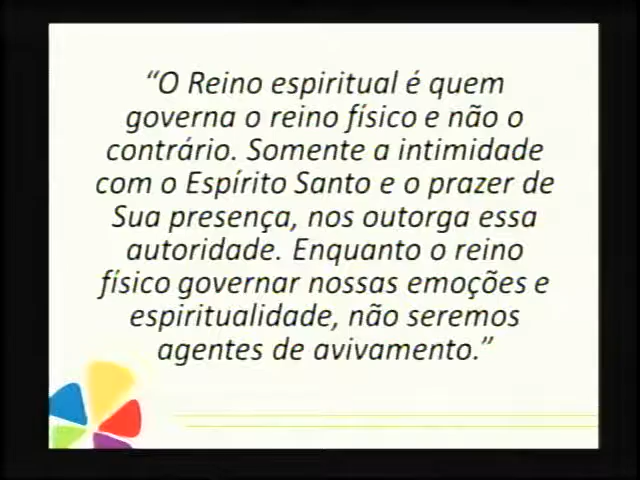 “O Reino espiritual é quem
governa o reino físico e não o
contrário. Somente a intimidade
com o Espírito Santo e o prazer de
Sua presença, nos outorga essa
autoridade. Enquanto o reino
físico governar nossas emoções e
espiritualidade, não seremos
agentes de avivamento.”